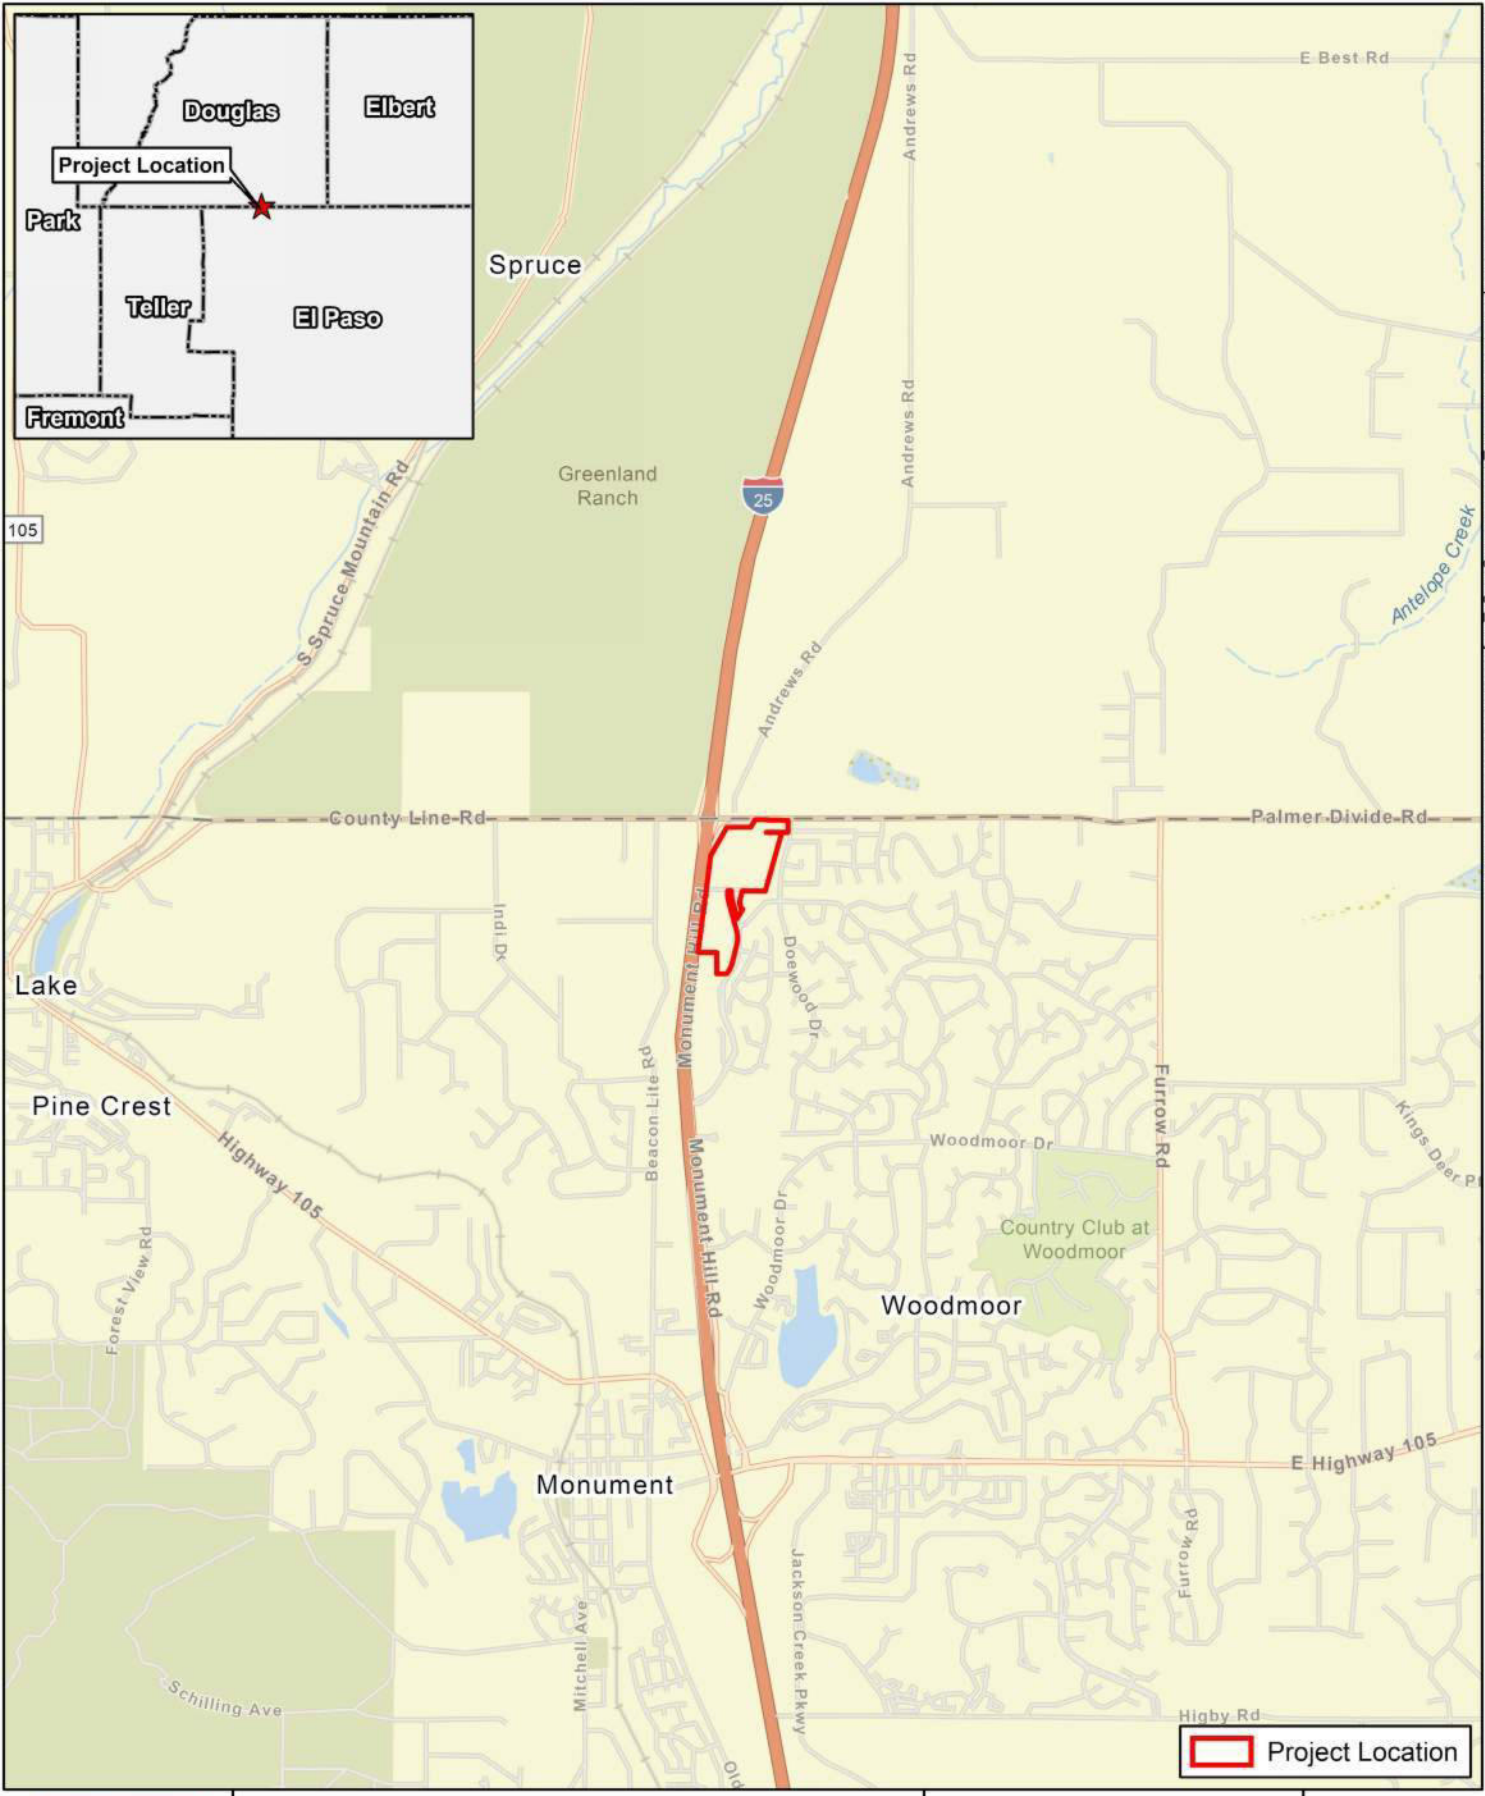 Douglas
Elbert
Project Location
Park
Teller
El Paso
Fremont
E Best Rd
Andrews Rd
Spruce
Andrews Rd
Greenland
Ranch
25
105
S Spruce Mountain Rd
Antelope Creek
Andrews Rd
County Line Rd
Palmer Divide Rd
Indi Dr
Monument Hill Rd
Doewood Dr
Lake
Pine Crest
Beacon Lite Rd
Furrow Rd
Woodmoor Dr
Kings Deer Pt
Highway 105
Monument Hill Rd
Woodmoor Dr
Country Club at
Woodmoor
Forest View Rd
Woodmoor
E Highway 105
Monument
Furrow Rd
Jackson Creek Pkwy
Mitchell Ave
Schilling Ave
Higby Rd
Old
Project Location